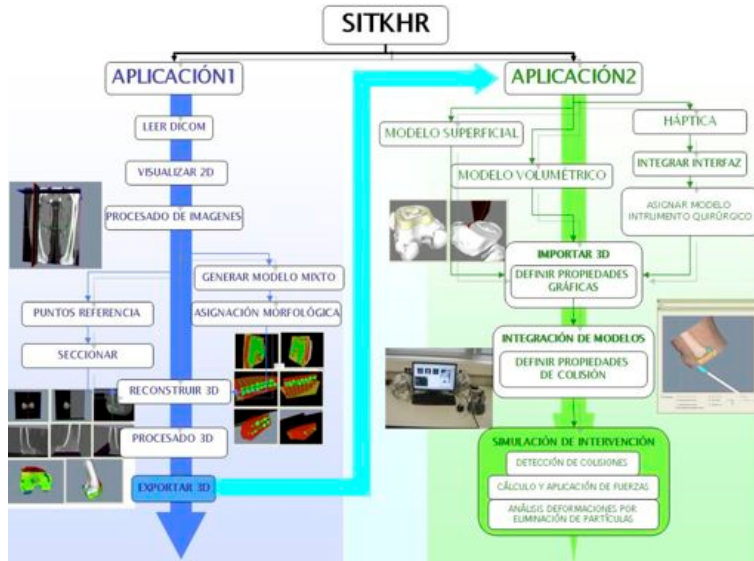 SITKHR
APLICACIÓN1
LEER DICOM
VISUALIZAR 2D
PROCESADO DE IMAGENES
GENERAR MODELO MIXTO
PUNTOS REFERENCIA
ASIGNACIÓN MORFOLÓGICA
SECCIONAR
RECONSTRUIR 3D
PROCESADO 3D
EXPORTAR 3D
APLICACIÓN2
MODELO SUPERFICIAL
HÁPTICA
MODELO VOLUMÉTRICO
INTEGRAR INTERFAZ
ASIGNAR MODELO
INTRUMENTO QUIRÚRGICO
IMPORTAR 3D
DEFINIR PROPIEDADES
GRÁFICAS
INTEGRACIÓN DE MODELOS
DEFINIR PROPIEDADES
DE COLISIÓN
SIMULACIÓN DE INTERVENCIÓN
DETECCIÓN DE COLISIONES
CÁLCULO Y APLICACIÓN DE FUERZAS
ANÁLISIS DEFORMACIONES POR
ELIMINACIÓN DE PARTÍCULAS